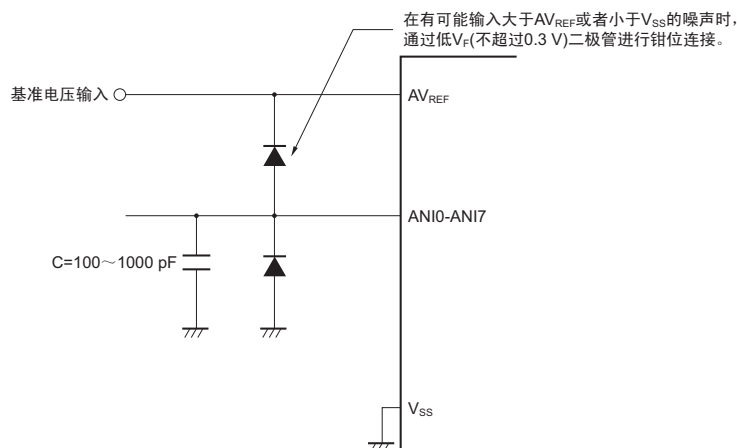 在有可能输入大于AVREF或者小于VSS的噪声时，
通过低VF(不超过0.3 V)二极管进行钳位连接。
基准电压输入
AVREF
ANI0-ANI7
C=100～1000 pF
VSS